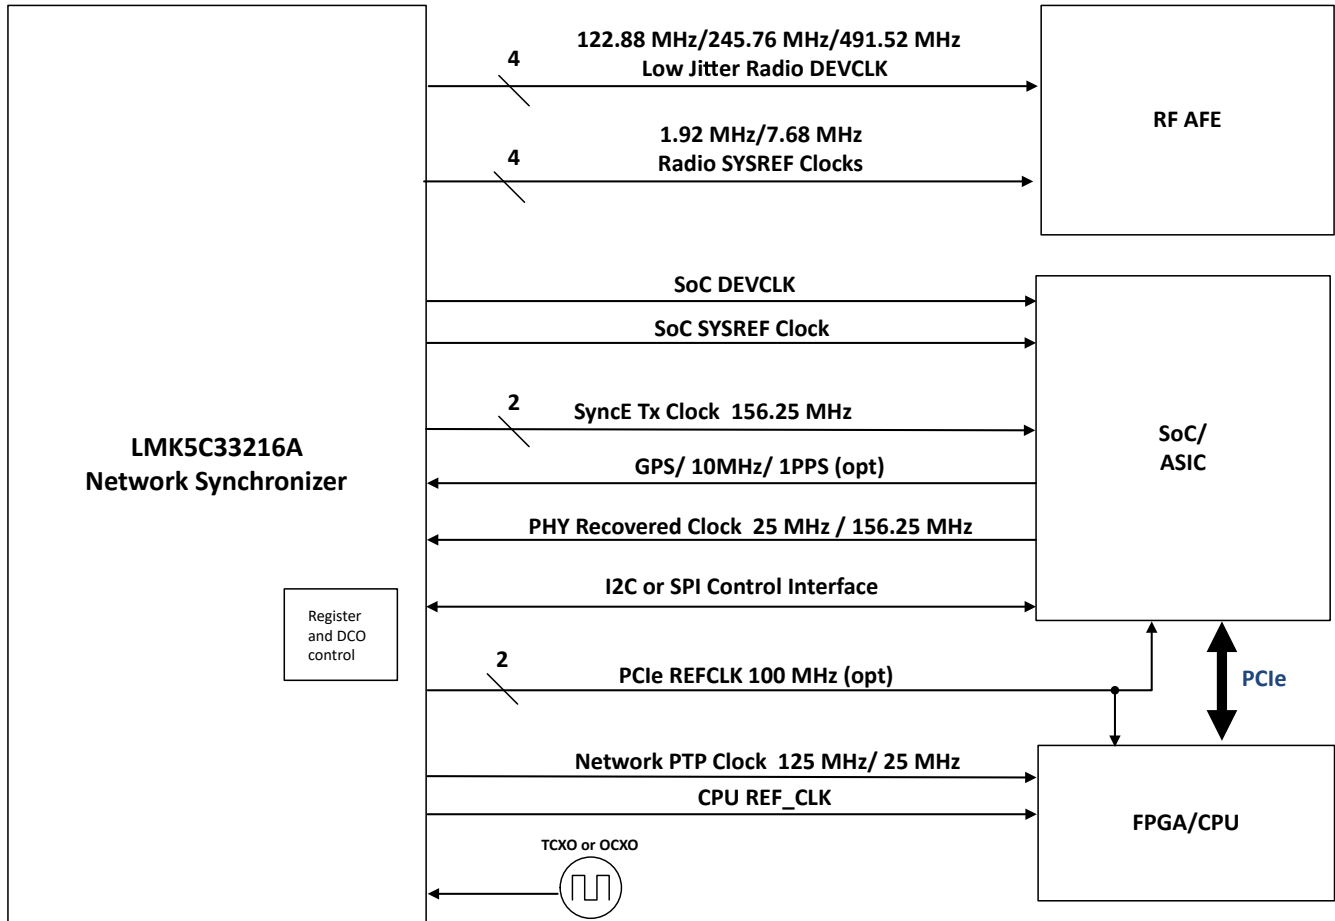 122.88 MHz/245.76 MHz/491.52 MHz
4
Low Jitter Radio DEVCLK
RF AFE
1.92 MHz/7.68 MHz
4
Radio SYSREF Clocks
SoC DEVCLK
SoC SYSREF Clock
2
SyncE Tx Clock 156.25 MHz
LMK5C33216A
Network Synchronizer
SoC/
ASIC
GPS/ 10MHz/ 1PPS (opt)
PHY Recovered Clock 25 MHz / 156.25 MHz
I2C or SPI Control Interface
Register
and DCO
control
2
PCIe REFCLK 100 MHz (opt)
PCIe
Network PTP Clock 125 MHz/ 25 MHz
CPU REF_CLK
FPGA/CPU
TCXO or OCXO